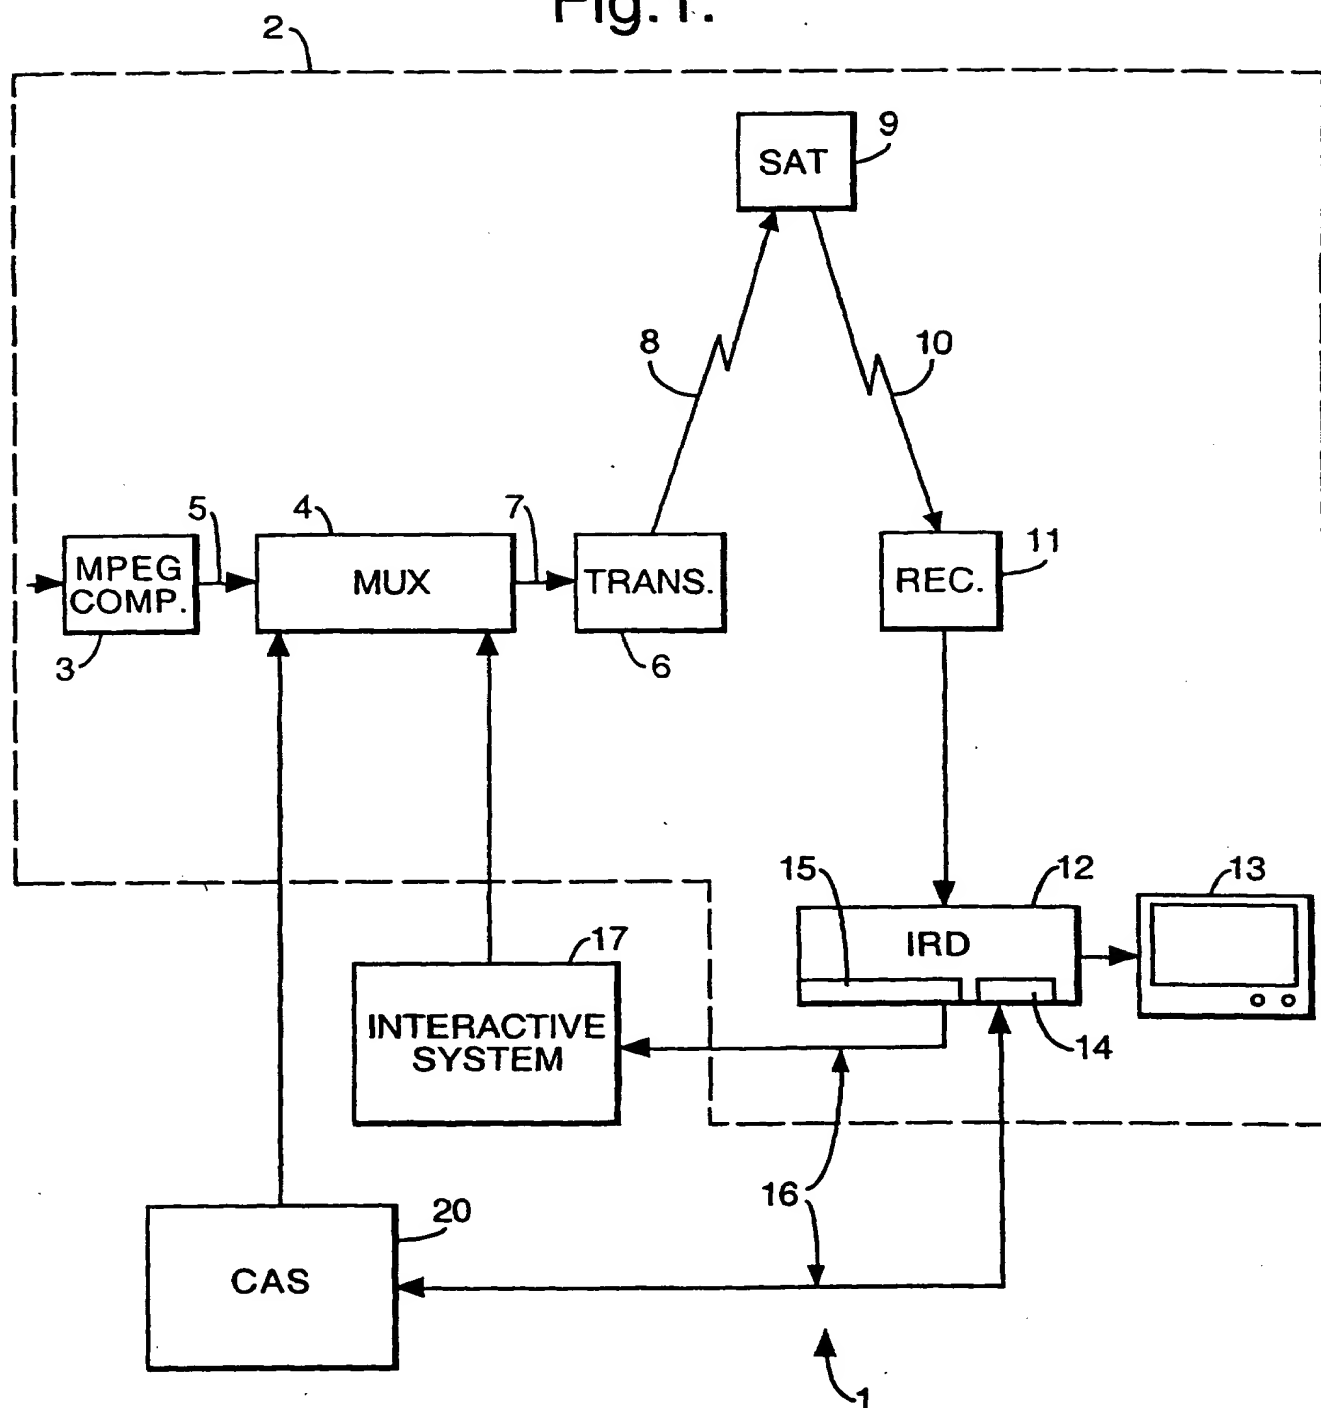 Fig.1.
2
SAT
9
8
10
5
4
7
11
MPEG
COMP.
MUX
TRANS.
REC.
3
6
15
12
13
IRD
17
INTERACTIVE
SYSTEM
14
16
20
CAS
1